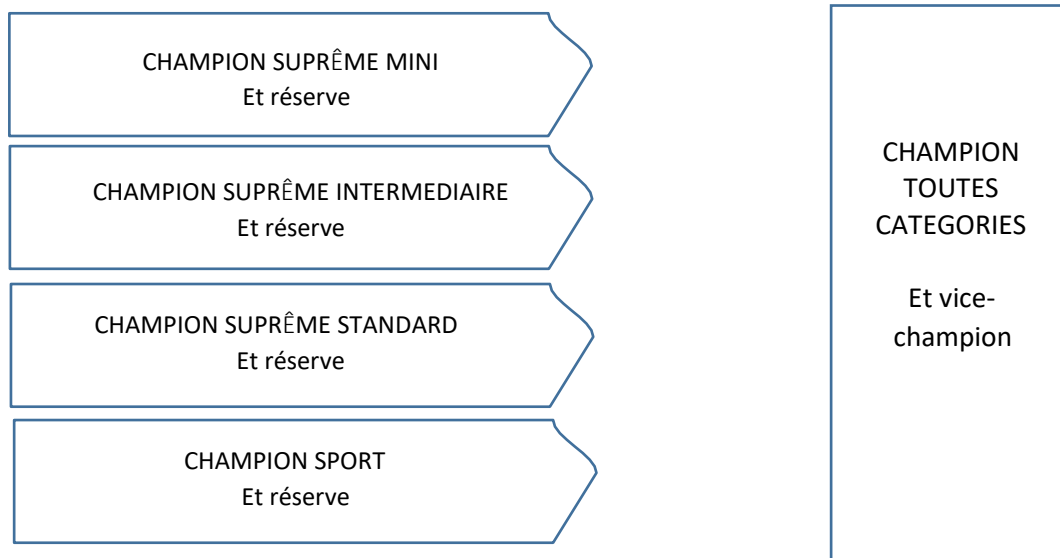 CHAMPION SUPRÊME MINI
Et réserve
CHAMPION SUPRÊME INTERMEDIAIRE
Et réserve
CHAMPION SUPRÊME STANDARD
Et réserve
CHAMPION SPORT
Et réserve
CHAMPION
TOUTES
CATEGORIES
Et vice-
champion